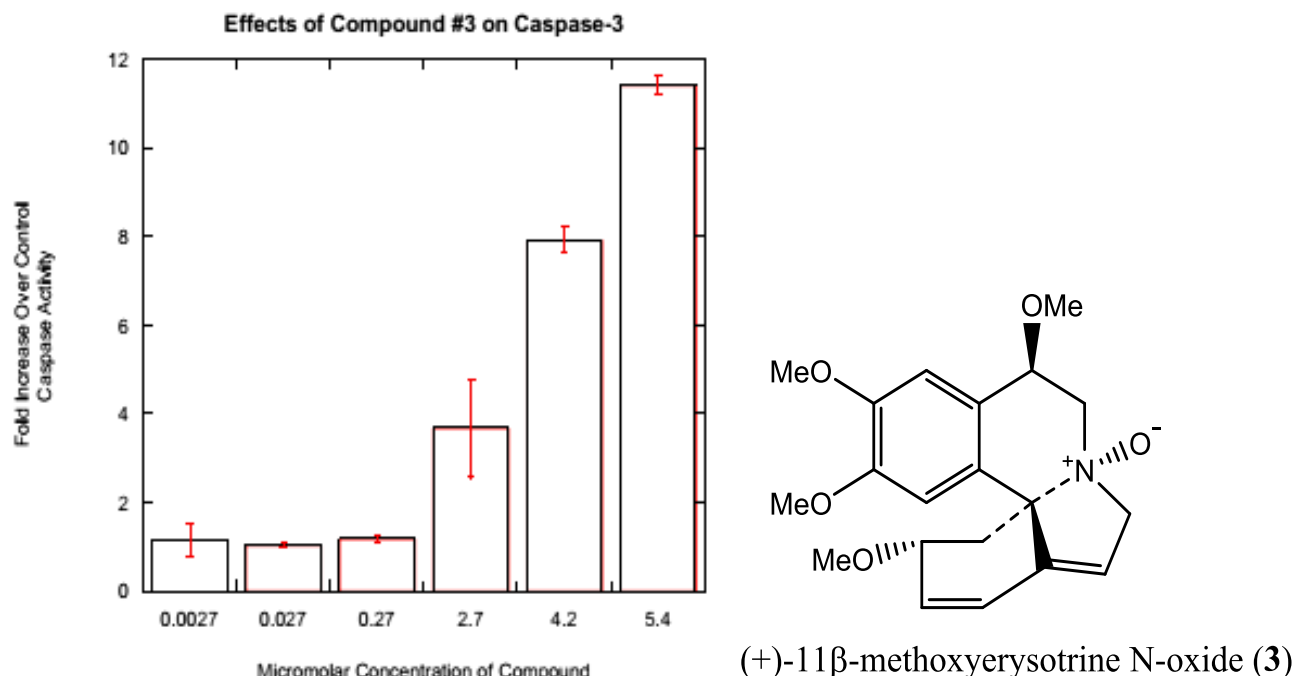 Effects of Compound #3 on Caspase-3
Fold Increase Over Control
Caspase Activity
12
10
8
6
4
2
0
0.0027 0.027 0.27 2.7 4.2 5.4
Micromolar Concentration of Compound
OMe
MeO
O⁻
⁺N
MeO
MeO
(+)-11β-methoxyerysotrine N-oxide (3)